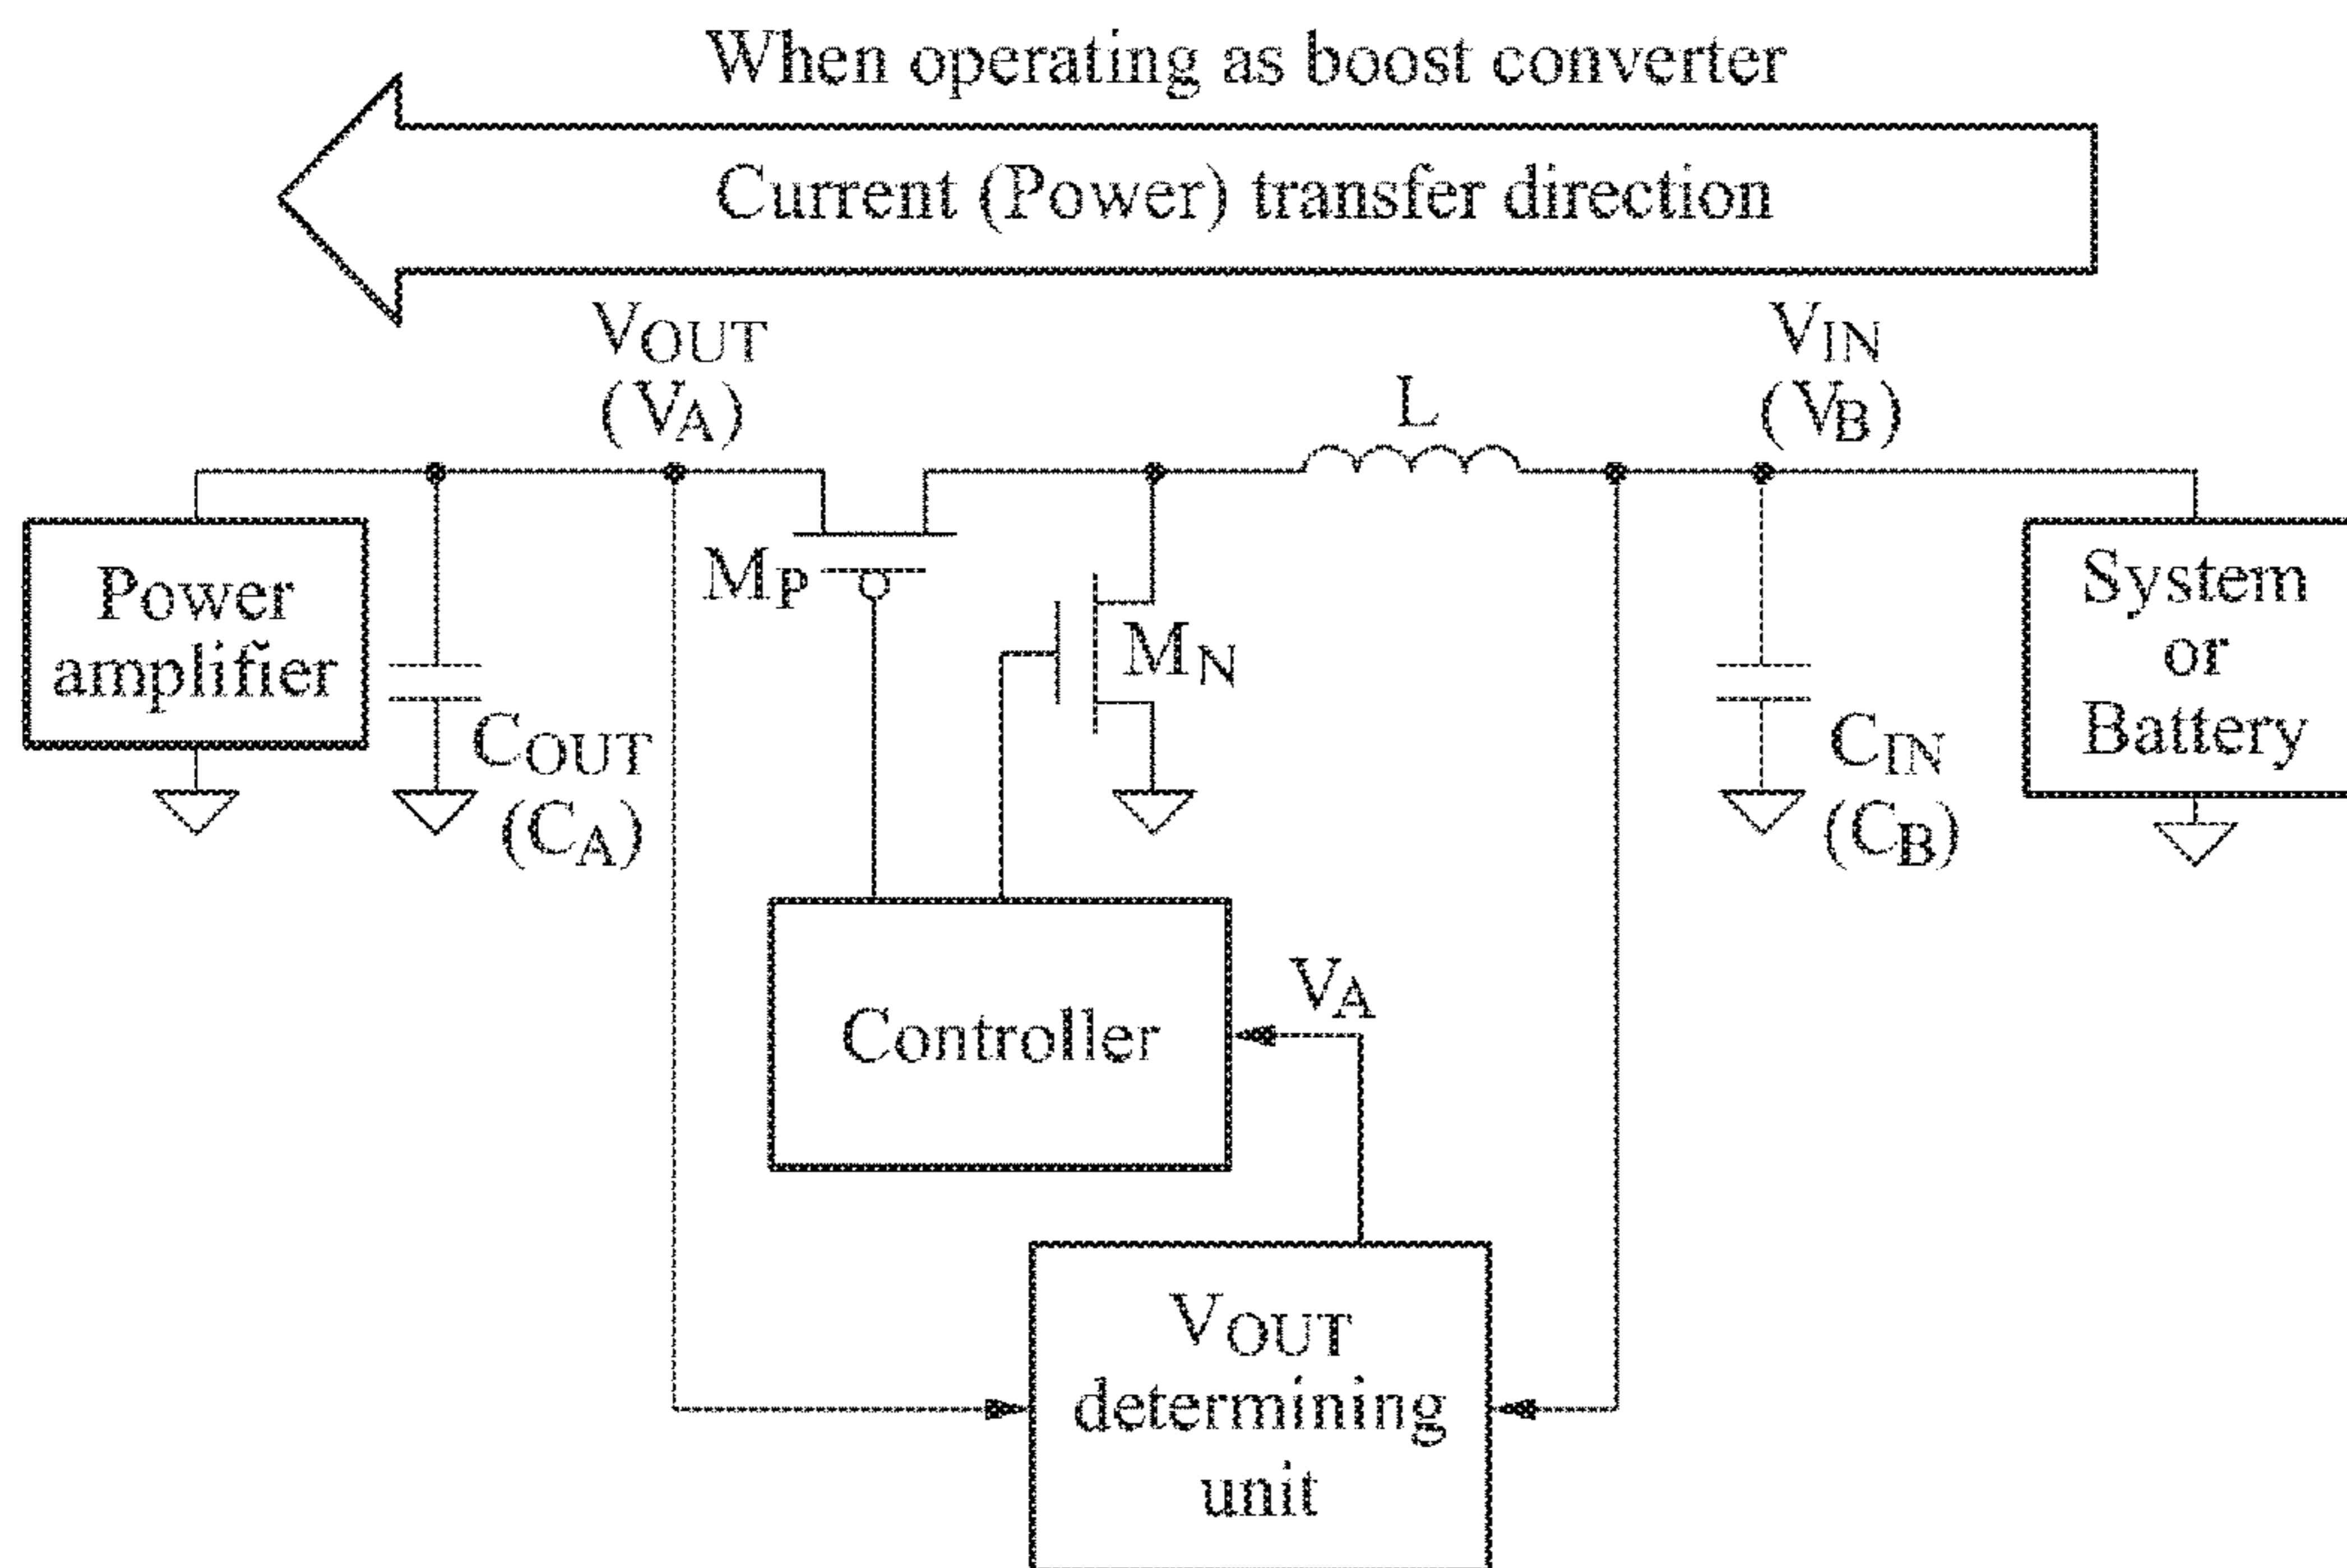 When operating as boost converter
Current (Power) transfer direction
VOUT
(VA)
VIN
(VB)
L
MP
MN
Power
amplifier
COUT
(CA)
CIN
(CB)
System
or
Battery
Controller
VA
VOUT
determining
unit